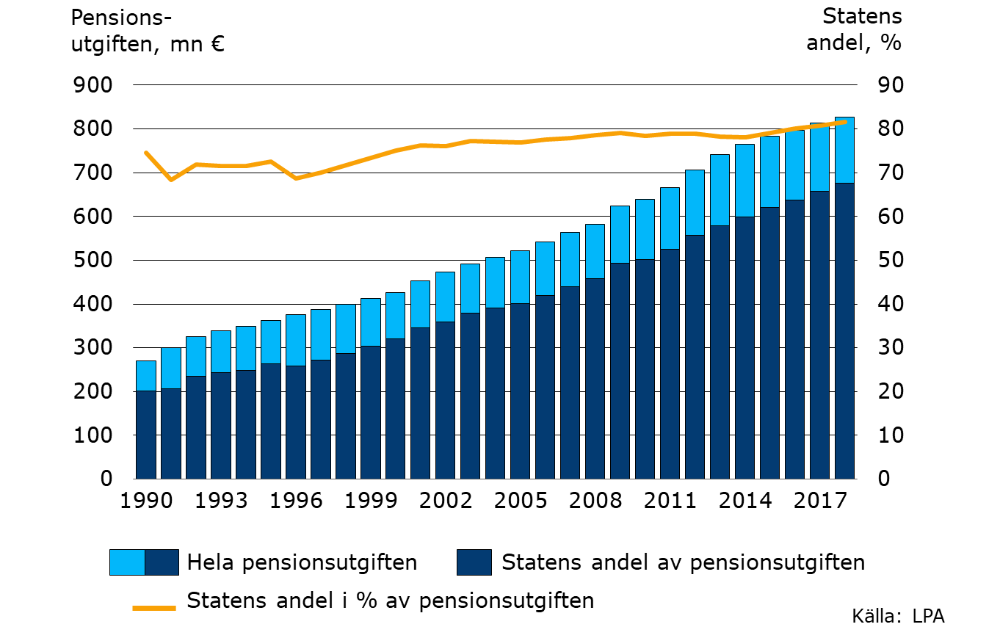 Pensions-
utgiften, mn €
Statens
andel, %
900
90
800
80
700
70
600
60
500
50
400
40
300
30
200
20
100
10
0
0
1990 1993 1996 1999 2002 2005 2008 2011 2014 2017
Hela pensionsutgiften
Statens andel av pensionsutgiften
Statens andel i % av pensionsutgiften
Källa: LPA